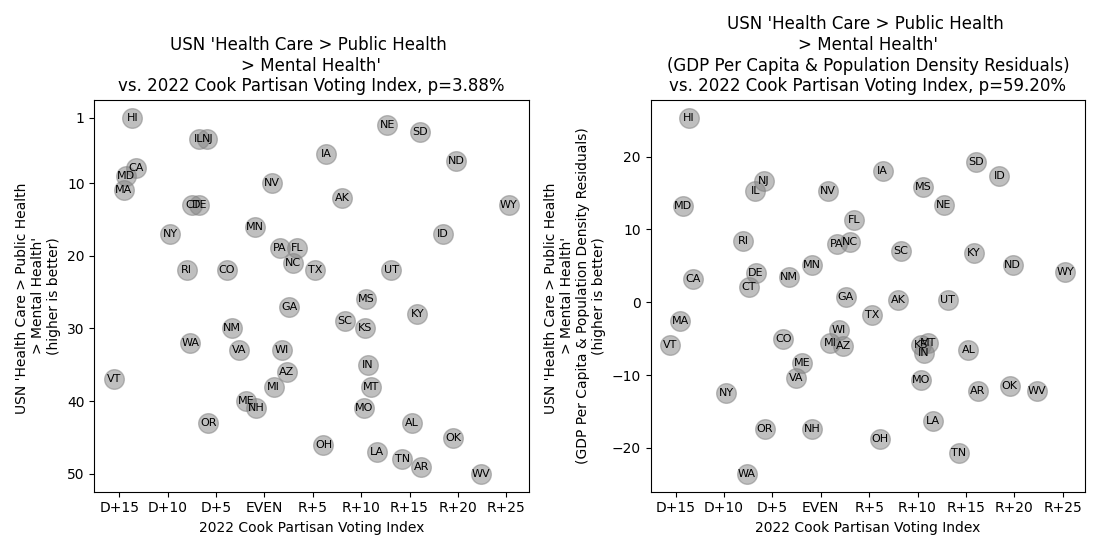 USN 'Health Care > Public Health
> Mental Health'
vs. 2022 Cook Partisan Voting Index, p=3.88%
USN 'Health Care > Public Health
> Mental Health'
(higher is better)
1
10
20
30
40
50
HI
NE
SD
IL
NJ
IA
ND
CA
MD
MA
NV
AK
CT
DE
WY
MN
NY
ID
PA
FL
NC
RI
CO
TX
UT
MS
GA
KY
SC
NM
KS
WA
VA
WI
IN
AZ
VT
MI
MT
ME
NH
MO
OR
AL
OH
OK
LA
TN
AR
WV
D+15
D+10
D+5
EVEN
R+5
R+10
R+15
R+20
R+25
2022 Cook Partisan Voting Index
USN 'Health Care > Public Health
> Mental Health'
(GDP Per Capita & Population Density Residuals)
vs. 2022 Cook Partisan Voting Index, p=59.20%
USN 'Health Care > Public Health
> Mental Health'
(GDP Per Capita & Population Density Residuals)
(higher is better)
20
10
0
−10
−20
HI
SD
IA
ID
NJ
IL
NV
MS
MD
NE
FL
RI
PA
NC
SC
KY
MN
ND
DE
WY
CA
NM
CT
GA
AK
UT
TX
MA
WI
CO
VT
MI
AZ
KS
MT
IN
AL
ME
VA
MO
NY
AR
OK
WV
LA
OR
NH
OH
TN
WA
D+15
D+10
D+5
EVEN
R+5
R+10
R+15
R+20
R+25
2022 Cook Partisan Voting Index